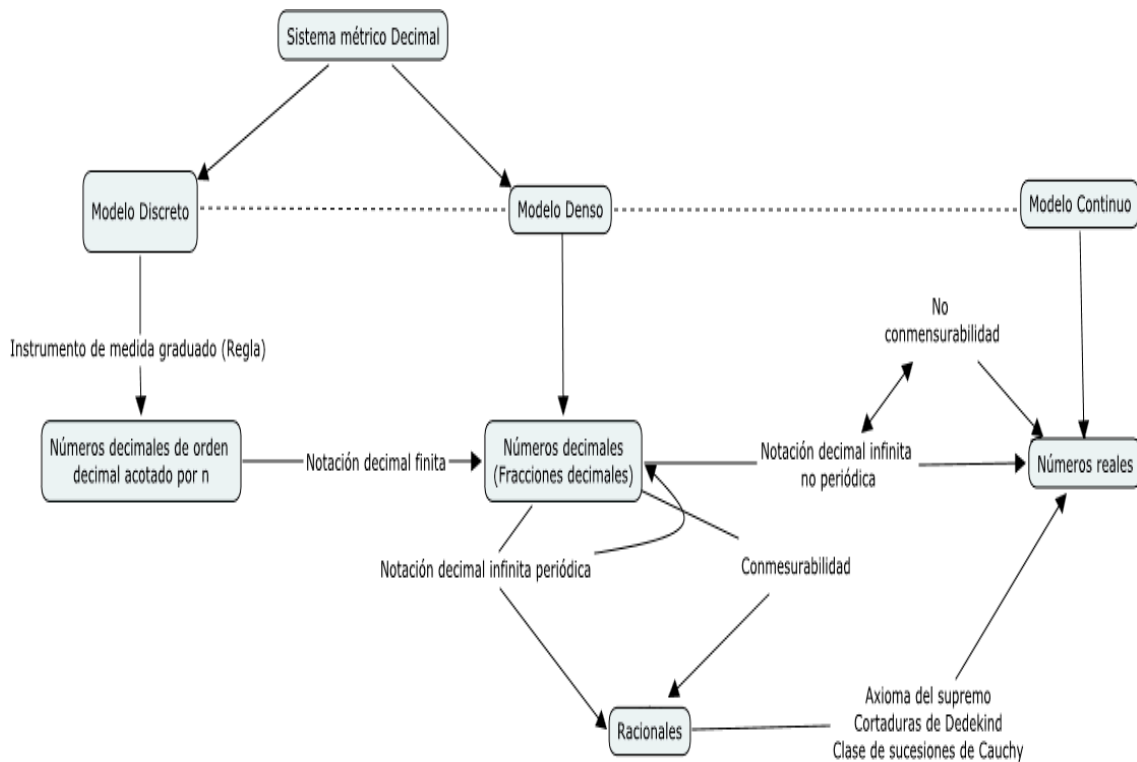 Sistema métrico Decimal
Modelo Discreto
Modelo Denso
Modelo Continuo
Instrumento de medida graduado (Regla)
No
conmensurabilidad
Números decimales de orden
decimal acotado por n
Notación decimal finita
Números decimales
(Fracciones decimales)
Notación decimal infinita
no periódica
Números reales
Notación decimal infinita periódica
Conmesurabilidad
Racionales
Axioma del supremo
Cortaduras de Dedekind
Clase de sucesiones de Cauchy